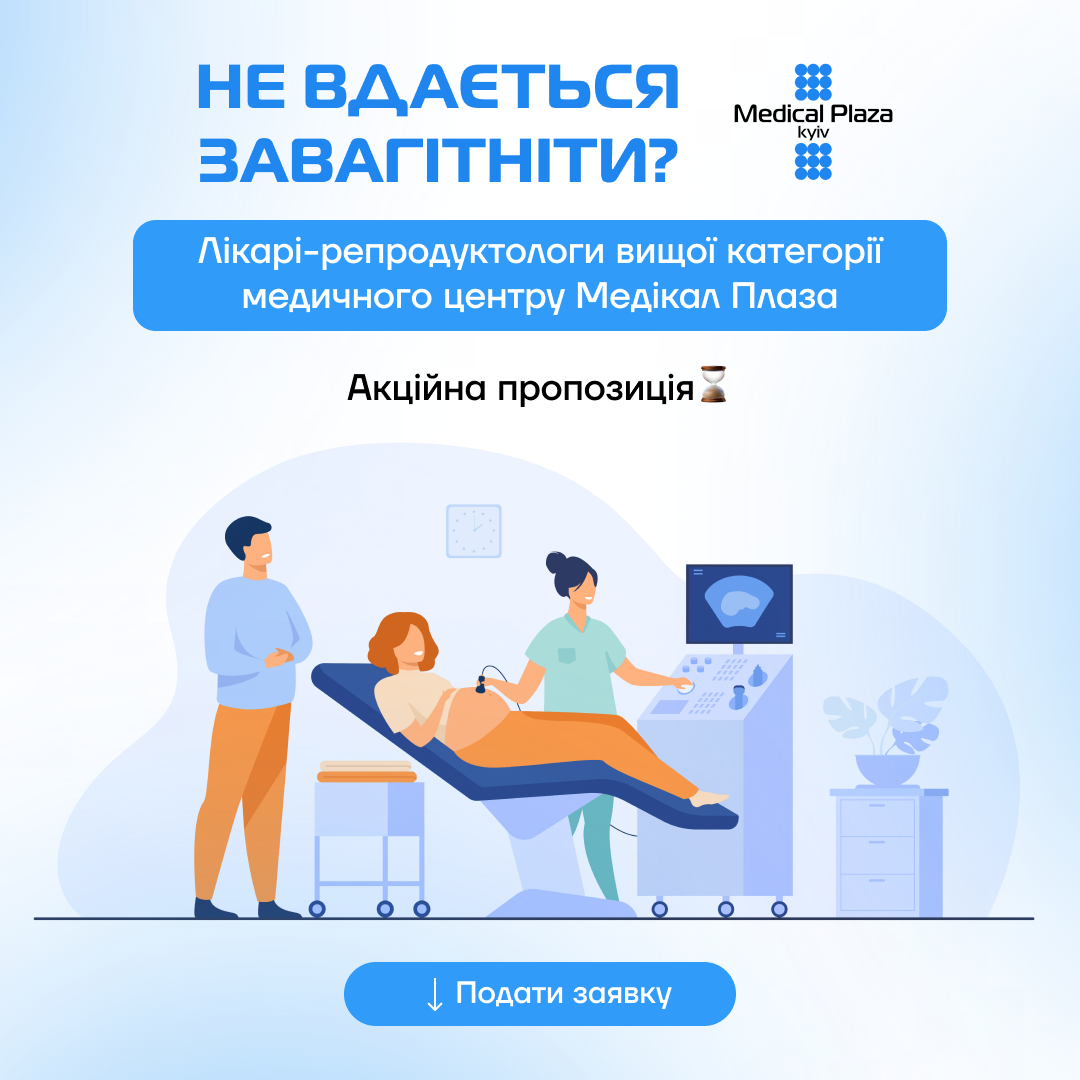 НЕ ВДАЄТЬСЯ
ЗАВАГІТНІТИ?
Medical Plaza
kyiv
Лікарі-репродуктологи вищої категорії
медичного центру Медікал Плаза
Акційна пропозиція⏳
↓ Подати заявку